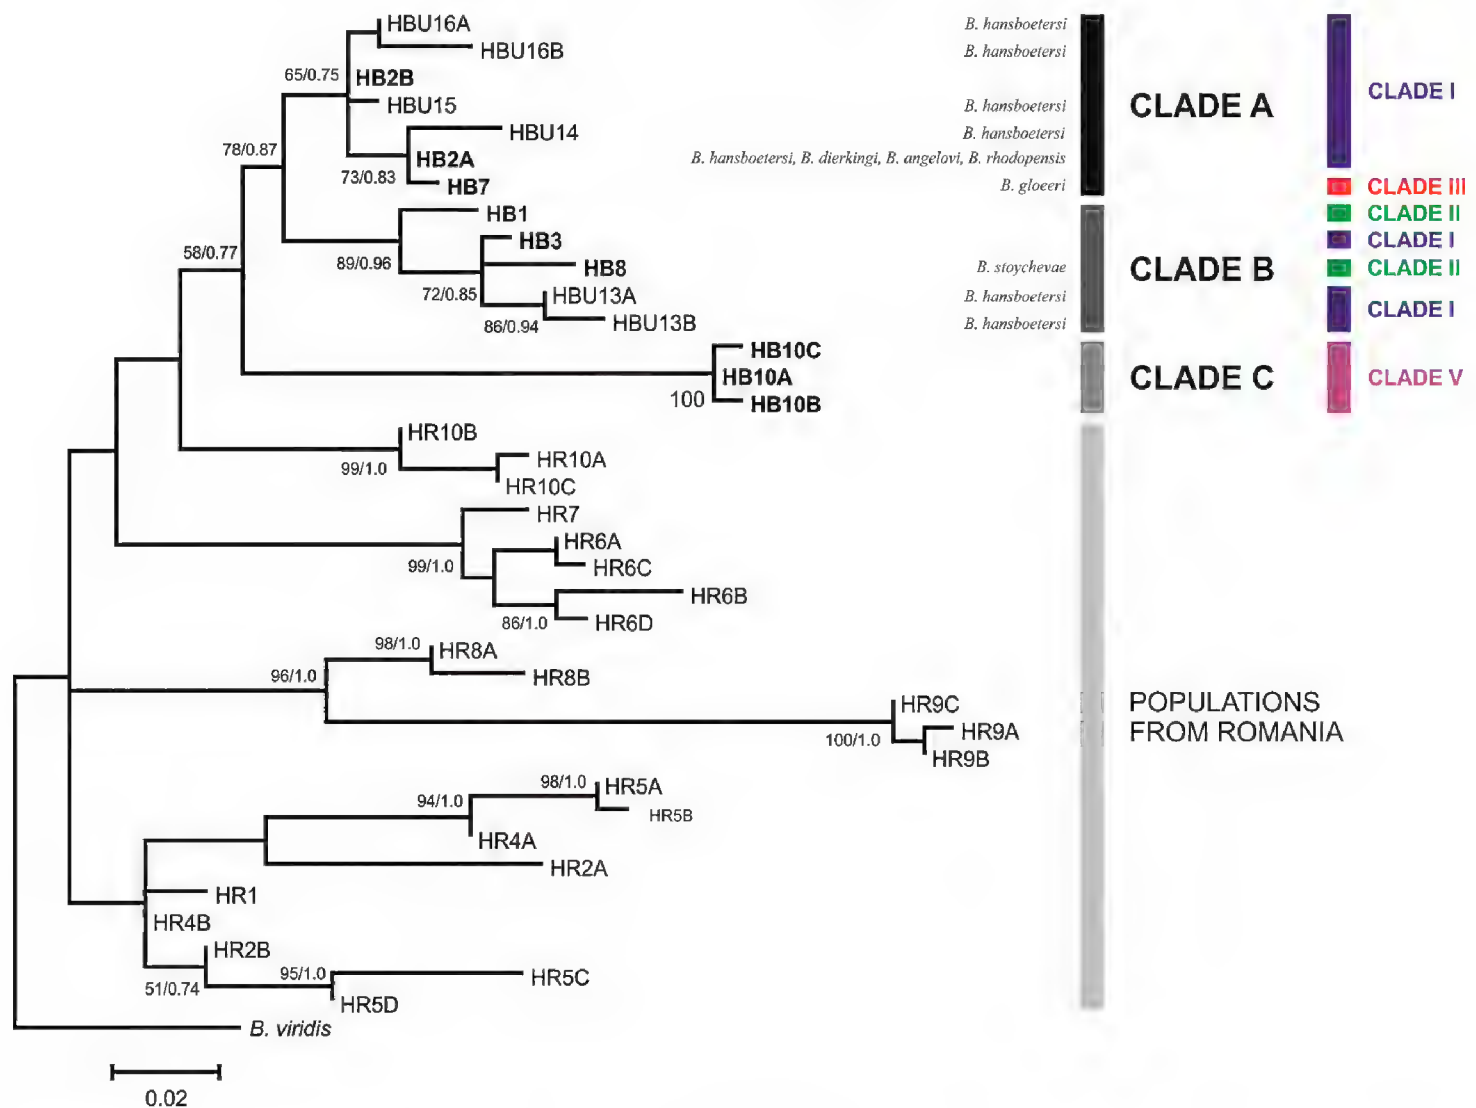 HBU16A
B. hansboetersi
HBU16B
B. hansboetersi
65/0.75
HB2B
CLADE I
HBU15
B. hansboetersi
CLADE A
HBU14
B. hansboetersi
78/0.87
HB2A
B. hansboetersi, B. dierkingi, B. angelovi, B. rhodopensis
73/0.83
HB7
B. gloeeri
CLADE III
HB1
CLADE II
HB3
CLADE I
58/0.77
89/0.96
HB8
B. stoychevae
CLADE B
CLADE II
72/0.85
HBU13A
B. hansboetersi
CLADE I
86/0.94
HBU13B
B. hansboetersi
HB10C
HB10A
CLADE C
CLADE V
100
HB10B
HR10B
99/1.0
HR10A
HR10C
HR7
HR6A
99/1.0
HR6C
HR6B
86/1.0
HR6D
98/1.0
HR8A
96/1.0
HR8B
HR9C
POPULATIONS
FROM ROMANIA
100/1.0
HR9A
HR9B
98/1.0
HR5A
94/1.0
HR5B
HR4A
HR2A
HR1
HR4B
HR2B
95/1.0
HR5C
51/0.74
HR5D
B. viridis
0.02